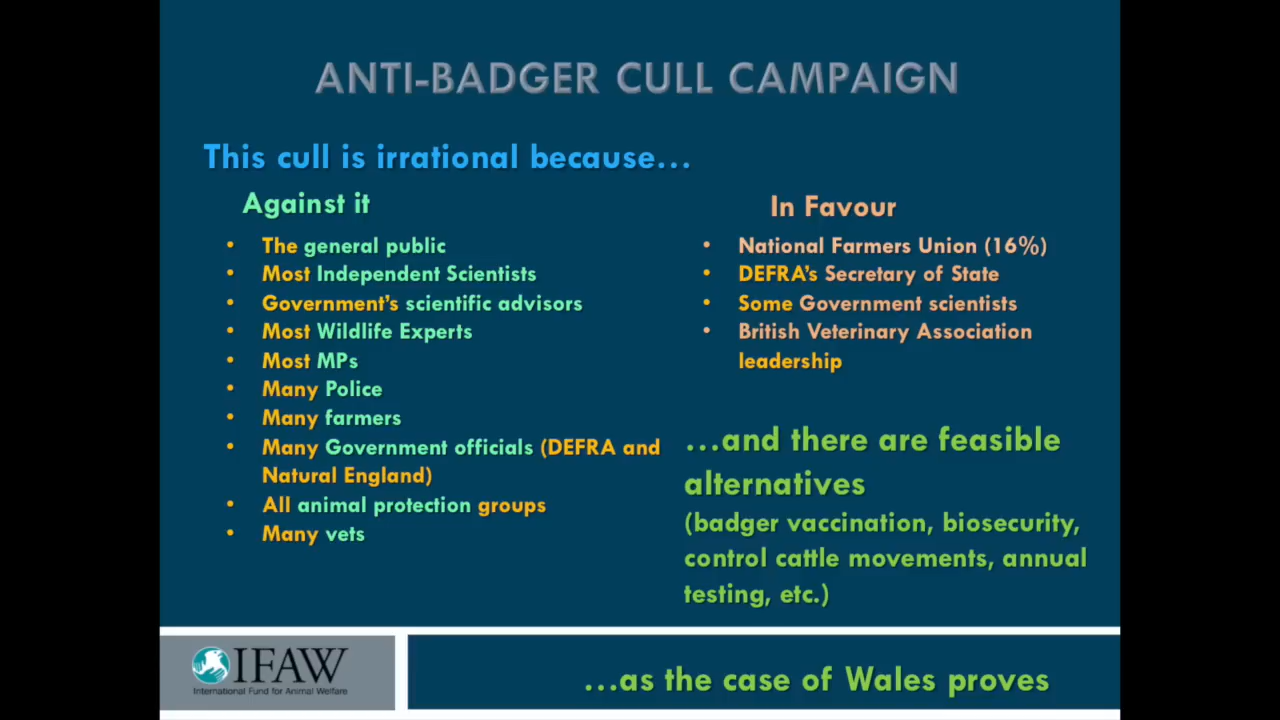 ANTI-BADGER CULL CAMPAIGN
This cull is irrational because...
Against it
• The general public
• Most Independent Scientists
• Government's scientific advisors
• Most Wildlife Experts
• Most MPs
• Many Police
• Many farmers
• Many Government officials (DEFRA and
Natural England)
• All animal protection groups
• Many vets
In Favour
• National Farmers Union (16%)
• DEFRA's Secretary of State
• Some Government scientists
• British Veterinary Association
leadership
...and there are feasible
alternatives
(badger vaccination, biosecurity,
control cattle movements, annual
testing, etc.)
IFAW
International Fund for Animal Welfare
...as the case of Wales proves